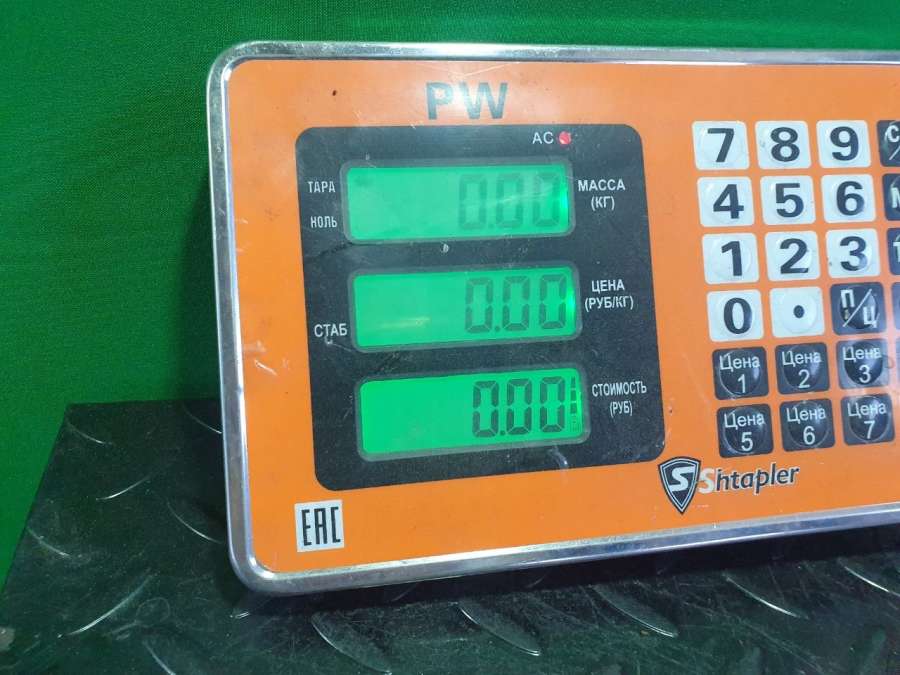 PW
AC
ТАРА
НОЛЬ
0.00
МАССА
(КГ)
СТАБ
0.00
ЦЕНА
(РУБ/КГ)
0.00
СТОИМОСТЬ
(РУБ)
7 8 9
4 5 6
1 2 3
0 . П/Ц
Цена 1 Цена 2 Цена 3
Цена 5 Цена 6 Цена 7
S Shtapler
EAC